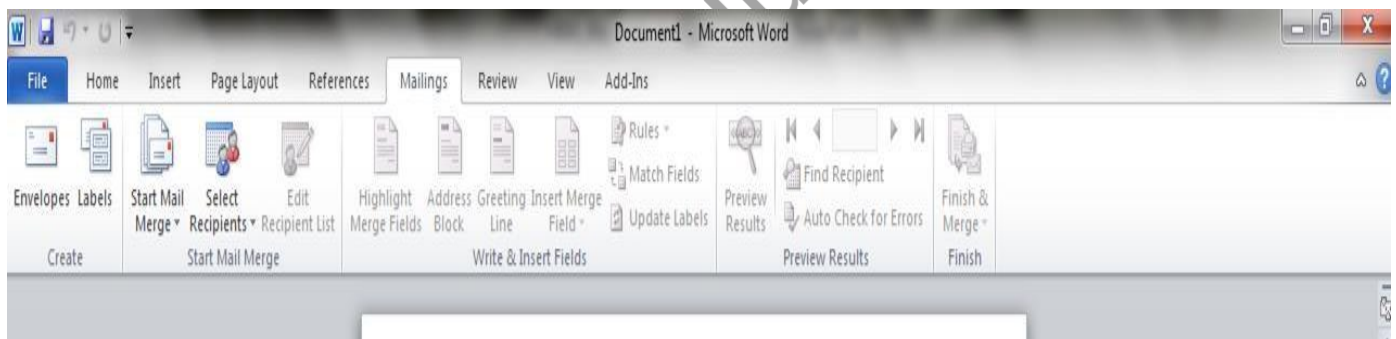 W
Document1 - Microsoft Word
File Home Insert Page Layout References Mailings Review View Add-Ins
Envelopes Labels
Start Mail Merge Select Recipients Edit Recipient List
Highlight Merge Fields Address Block Greeting Line Insert Merge Field
Rules
Match Fields
Update Labels
ABC
Preview Results
Find Recipient
Auto Check for Errors
Finish & Merge
Create Start Mail Merge Write & Insert Fields Preview Results Finish